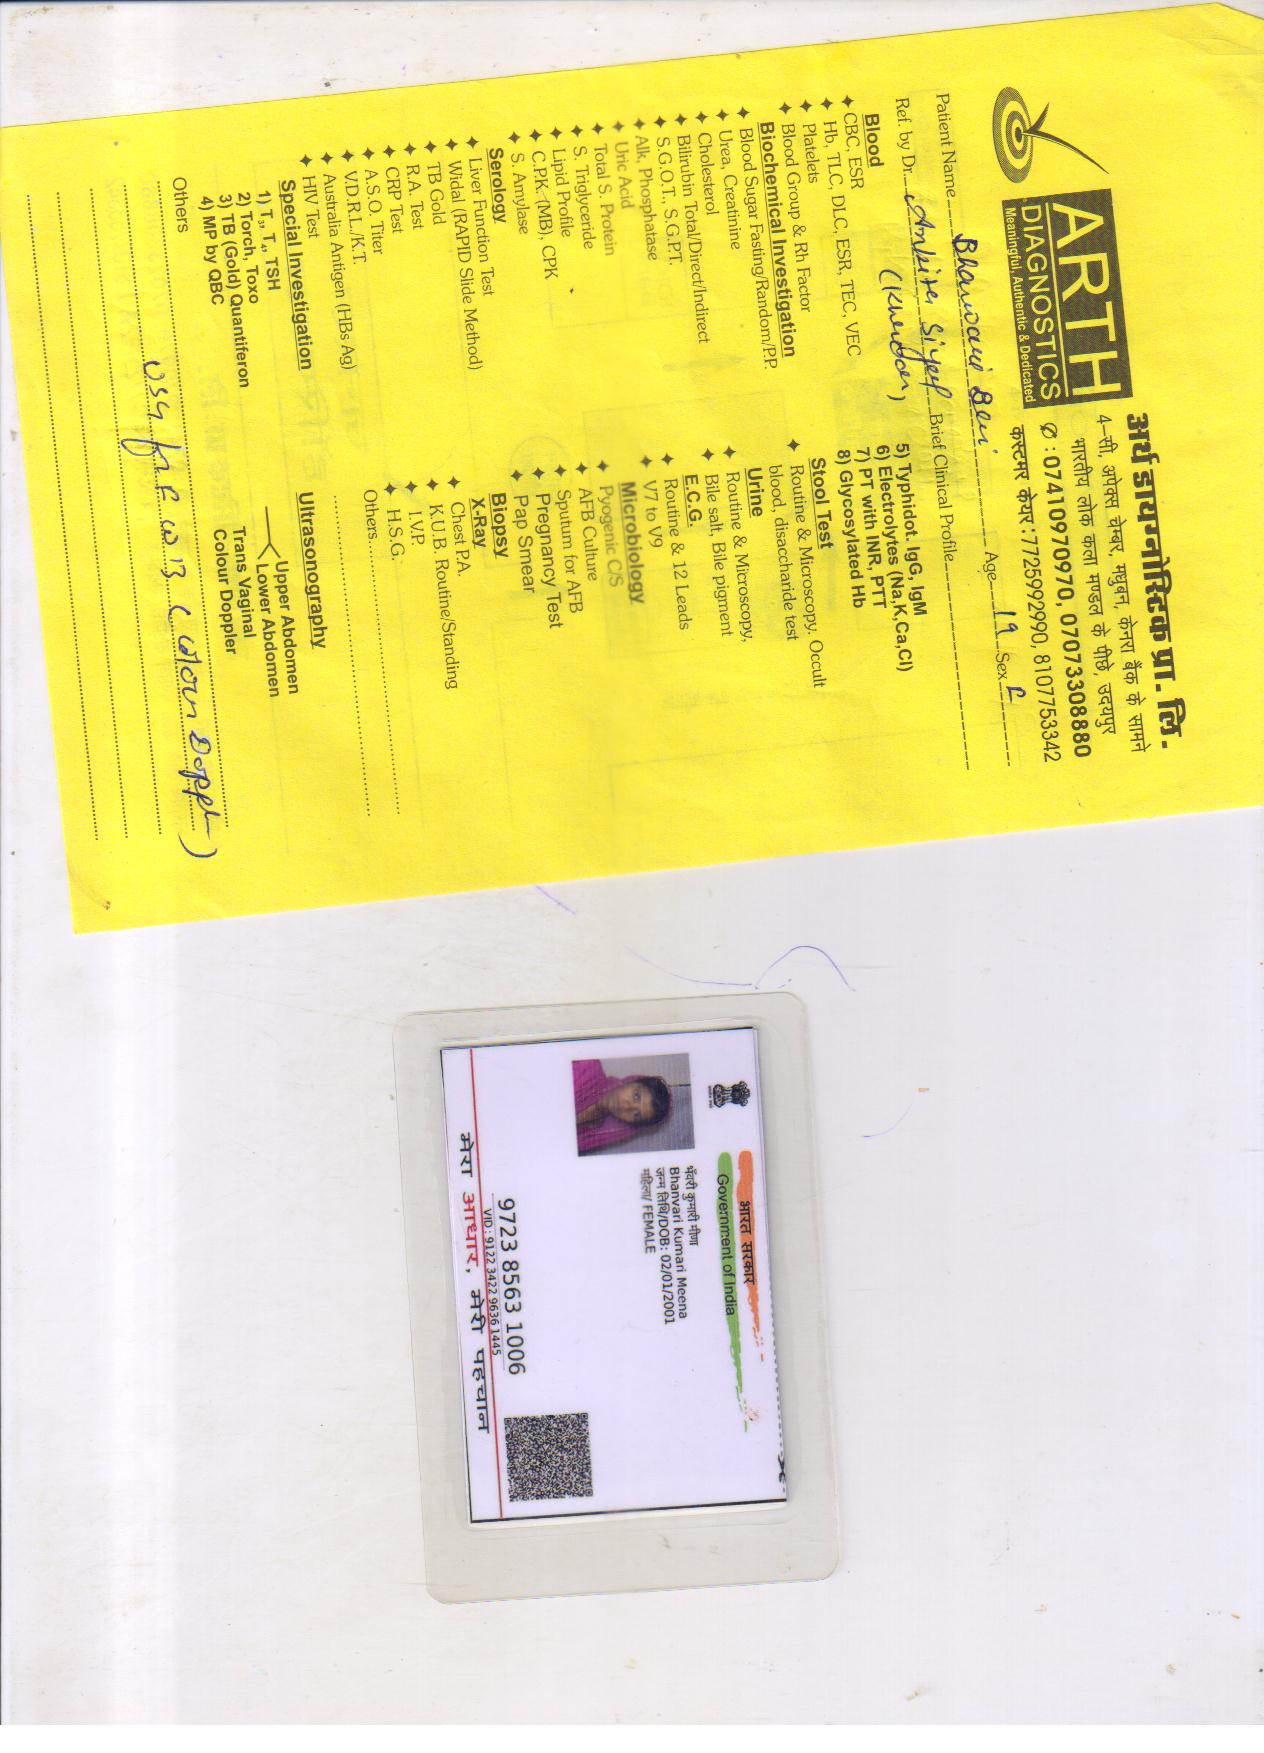 ARTH
DIAGNOSTICS
Meaningful, Authentic & Dedicated
अर्थ डायग्नोस्टिक प्रा. लि.
4-सी, अपेक्स चेम्बर, मधुबन, केनरा बैंक के सामने
भारतीय लोक कला मण्डल के पीछे, उदयपुर
✆ : 07410970970, 07073308880
कस्टमर केयर : 7725992990, 8107753342
Patient Name Bhanwari Ben Age 19 Sex F
Ref. by Dr. Ankita Brief Clinical Profile
Blood
✦ CBC, ESR
✦ Hb, TLC, DLC, ESR, TEC, VEC
✦ Platelets
✦ Blood Group & Rh Factor
Biochemical Investigation
✦ Blood Sugar Fasting/Random/P.P.
✦ Urea, Creatinine
✦ Cholesterol
✦ Bilirubin Total/Direct/Indirect
✦ S.G.O.T., S.G.PT.
✦ Alk, Phosphatase
✦ Uric Acid
✦ Total S. Protein
✦ S. Triglyceride
✦ Lipid Profile
✦ C.P.K. (MB), CPK
✦ S. Amylase
Serology
✦ Liver Function Test
✦ Widal (RAPID Slide Method)
✦ TB Gold
✦ R.A. Test
✦ CRP Test
✦ A.S.O. Titer
✦ V.D.R.L./K.T.
✦ Australia Antigen (HBs Ag)
✦ HIV Test
Special Investigation
1) T₃, T₄, TSH
2) Torch, Toxo
3) TB (Gold) Quantiferon
4) MP by QBC
5) Typhidot. IgG, IgM
6) Electrolytes (Na,K,Ca,Cl)
7) PT with INR, PTT
8) Glycosylated Hb
Stool Test
✦ Routine & Microscopy. Occult
blood, disaccharide test
Urine
✦ Routine & Microscopy,
✦ Bile salt, Bile pigment
E.C.G.
✦ Routine & 12 Leads
✦ V7 to V9
Microbiology
✦ Pyogenic C/S
✦ AFB Culture
✦ Sputum for AFB
✦ Pregnancy Test
✦ Pap Smear
Biopsy
X-Ray
✦ Chest P.A.
✦ K.U.B. Routine/Standing
✦ I.V.P.
✦ H.S.G.
Others
Ultrasonography
Upper Abdomen
Lower Abdomen
Trans Vaginal
Colour Doppler
Others
USG for F W B (Colour Doppler)
भारत सरकार
Government of India
भँवरी कुमारी मीणा
Bhanvari Kumari Meena
जन्म तिथि/DOB: 02/01/2001
महिला/ FEMALE
9723 8563 1006
VID : 9122 3422 9636 1445
मेरा आधार, मेरी पहचान